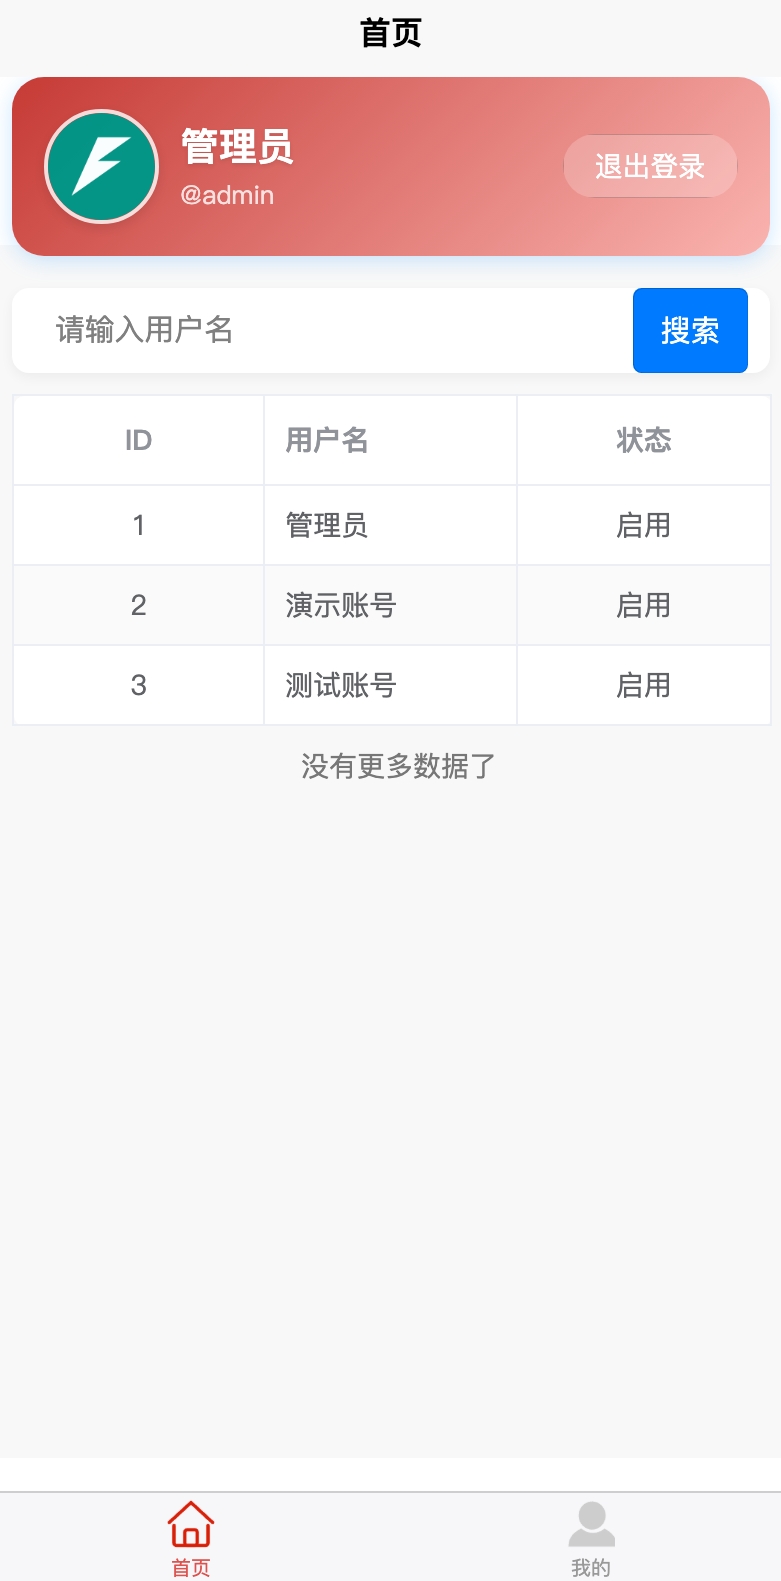 首页
管理员
@admin
退出登录
请输入用户名
搜索
ID 用户名 状态
1 管理员 启用
2 演示账号 启用
3 测试账号 启用
没有更多数据了
首页 我的